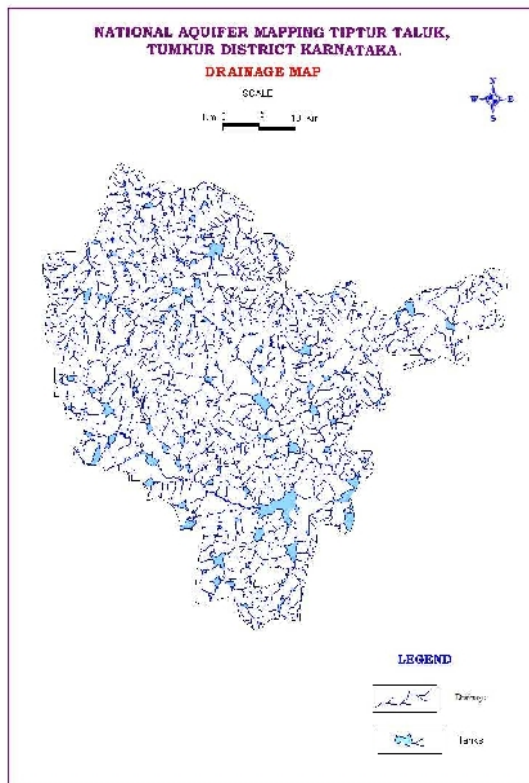 NATIONAL AQUIFER MAPPING TIPTUR TALUK,
TUMKUR DISTRICT KARNATAKA.
DRAINAGE MAP
SCALE
N
W E
S
LEGEND
Tanks